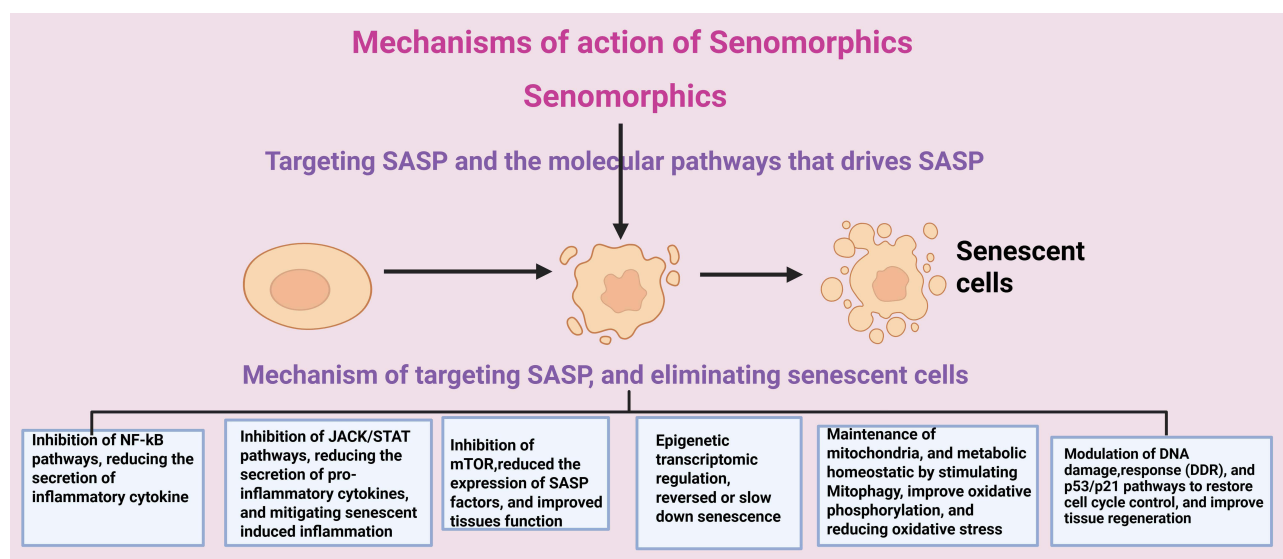 Mechanisms of action of Senomorphics
Senomorphics
Targeting SASP and the molecular pathways that drives SASP
Senescent
cells
Mechanism of targeting SASP, and eliminating senescent cells
Inhibition of NF-kB
pathways, reducing the
secretion of
inflammatory cytokine
Inhibition of JACK/STAT
pathways, reducing the
secretion of pro-
inflammatory cytokines,
and mitigating senescent
induced inflammation
Inhibition of
mTOR,reduced the
expression of SASP
factors, and improved
tissues function
Epigenetic
transcriptomic
regulation,
reversed or slow
down senescence
Maintenance of
mitochondria, and metabolic
homeostatic by stimulating
Mitophagy, improve oxidative
phosphorylation, and
reducing oxidative stress
Modulation of DNA
damage,response (DDR), and
p53/p21 pathways to restore
cell cycle control, and improve
tissue regeneration